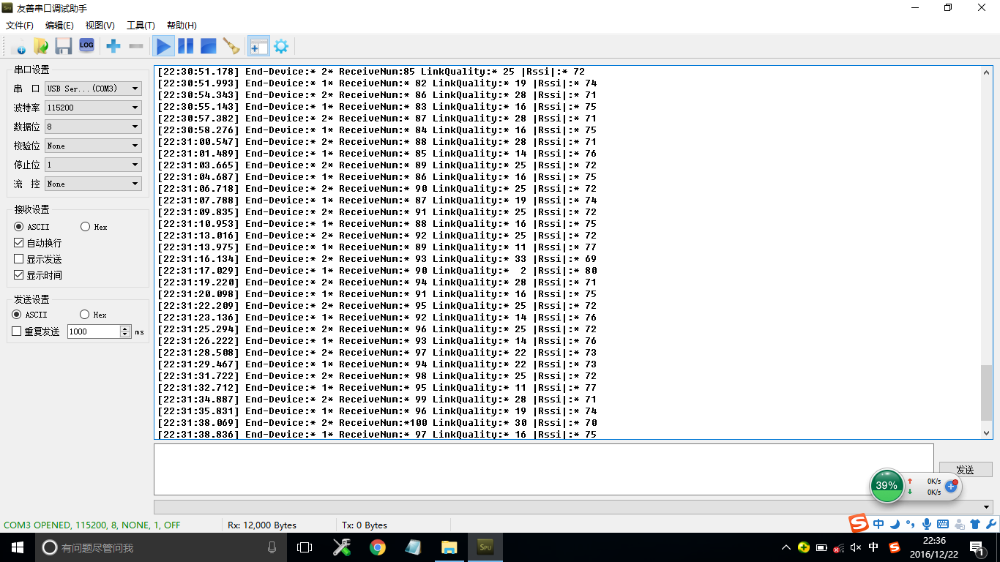 友善串口调试助手
文件(F) 编辑(E) 视图(V) 工具(T) 帮助(H)
LOG
串口设置
串 口 USB Ser...(COM3)
波特率 115200
数据位 8
校验位 None
停止位 1
流 控 None
接收设置
ASCII Hex
自动换行
显示发送
显示时间
发送设置
ASCII Hex
重复发送 1000 ms
[22:30:51.178] End-Device:* 2* ReceiveNum:85 LinkQuality:* 25 |Rssi|:* 72
[22:30:51.993] End-Device:* 1* ReceiveNum:* 82 LinkQuality:* 19 |Rssi|:* 74
[22:30:54.343] End-Device:* 2* ReceiveNum:* 86 LinkQuality:* 28 |Rssi|:* 71
[22:30:55.143] End-Device:* 1* ReceiveNum:* 83 LinkQuality:* 16 |Rssi|:* 75
[22:30:57.382] End-Device:* 2* ReceiveNum:* 87 LinkQuality:* 28 |Rssi|:* 71
[22:30:58.276] End-Device:* 1* ReceiveNum:* 84 LinkQuality:* 16 |Rssi|:* 75
[22:31:00.547] End-Device:* 2* ReceiveNum:* 88 LinkQuality:* 28 |Rssi|:* 71
[22:31:01.489] End-Device:* 1* ReceiveNum:* 85 LinkQuality:* 14 |Rssi|:* 76
[22:31:03.665] End-Device:* 2* ReceiveNum:* 89 LinkQuality:* 25 |Rssi|:* 72
[22:31:04.687] End-Device:* 1* ReceiveNum:* 86 LinkQuality:* 16 |Rssi|:* 75
[22:31:06.718] End-Device:* 2* ReceiveNum:* 90 LinkQuality:* 25 |Rssi|:* 72
[22:31:07.788] End-Device:* 1* ReceiveNum:* 87 LinkQuality:* 19 |Rssi|:* 74
[22:31:09.835] End-Device:* 2* ReceiveNum:* 91 LinkQuality:* 25 |Rssi|:* 72
[22:31:10.953] End-Device:* 1* ReceiveNum:* 88 LinkQuality:* 16 |Rssi|:* 75
[22:31:13.016] End-Device:* 2* ReceiveNum:* 92 LinkQuality:* 25 |Rssi|:* 72
[22:31:13.975] End-Device:* 1* ReceiveNum:* 89 LinkQuality:* 11 |Rssi|:* 77
[22:31:16.134] End-Device:* 2* ReceiveNum:* 93 LinkQuality:* 33 |Rssi|:* 69
[22:31:17.029] End-Device:* 1* ReceiveNum:* 90 LinkQuality:*  2 |Rssi|:* 80
[22:31:19.220] End-Device:* 2* ReceiveNum:* 94 LinkQuality:* 28 |Rssi|:* 71
[22:31:20.098] End-Device:* 1* ReceiveNum:* 91 LinkQuality:* 16 |Rssi|:* 75
[22:31:22.209] End-Device:* 2* ReceiveNum:* 95 LinkQuality:* 25 |Rssi|:* 72
[22:31:23.136] End-Device:* 1* ReceiveNum:* 92 LinkQuality:* 14 |Rssi|:* 76
[22:31:25.294] End-Device:* 2* ReceiveNum:* 96 LinkQuality:* 25 |Rssi|:* 72
[22:31:26.222] End-Device:* 1* ReceiveNum:* 93 LinkQuality:* 14 |Rssi|:* 76
[22:31:28.508] End-Device:* 2* ReceiveNum:* 97 LinkQuality:* 22 |Rssi|:* 73
[22:31:29.467] End-Device:* 1* ReceiveNum:* 94 LinkQuality:* 22 |Rssi|:* 73
[22:31:31.722] End-Device:* 2* ReceiveNum:* 98 LinkQuality:* 25 |Rssi|:* 72
[22:31:32.712] End-Device:* 1* ReceiveNum:* 95 LinkQuality:* 11 |Rssi|:* 77
[22:31:34.887] End-Device:* 2* ReceiveNum:* 99 LinkQuality:* 28 |Rssi|:* 71
[22:31:35.831] End-Device:* 1* ReceiveNum:* 96 LinkQuality:* 19 |Rssi|:* 74
[22:31:38.069] End-Device:* 2* ReceiveNum:*100 LinkQuality:* 30 |Rssi|:* 70
[22:31:38.836] End-Device:* 1* ReceiveNum:* 97 LinkQuality:* 16 |Rssi|:* 75
发送
39% 0K/s
0K/s
COM3 OPENED, 115200, 8, NONE, 1, OFF Rx: 12,000 Bytes Tx: 0 Bytes
S 中
有问题尽管问我 SPU 中 S 22:36
2016/12/22 1